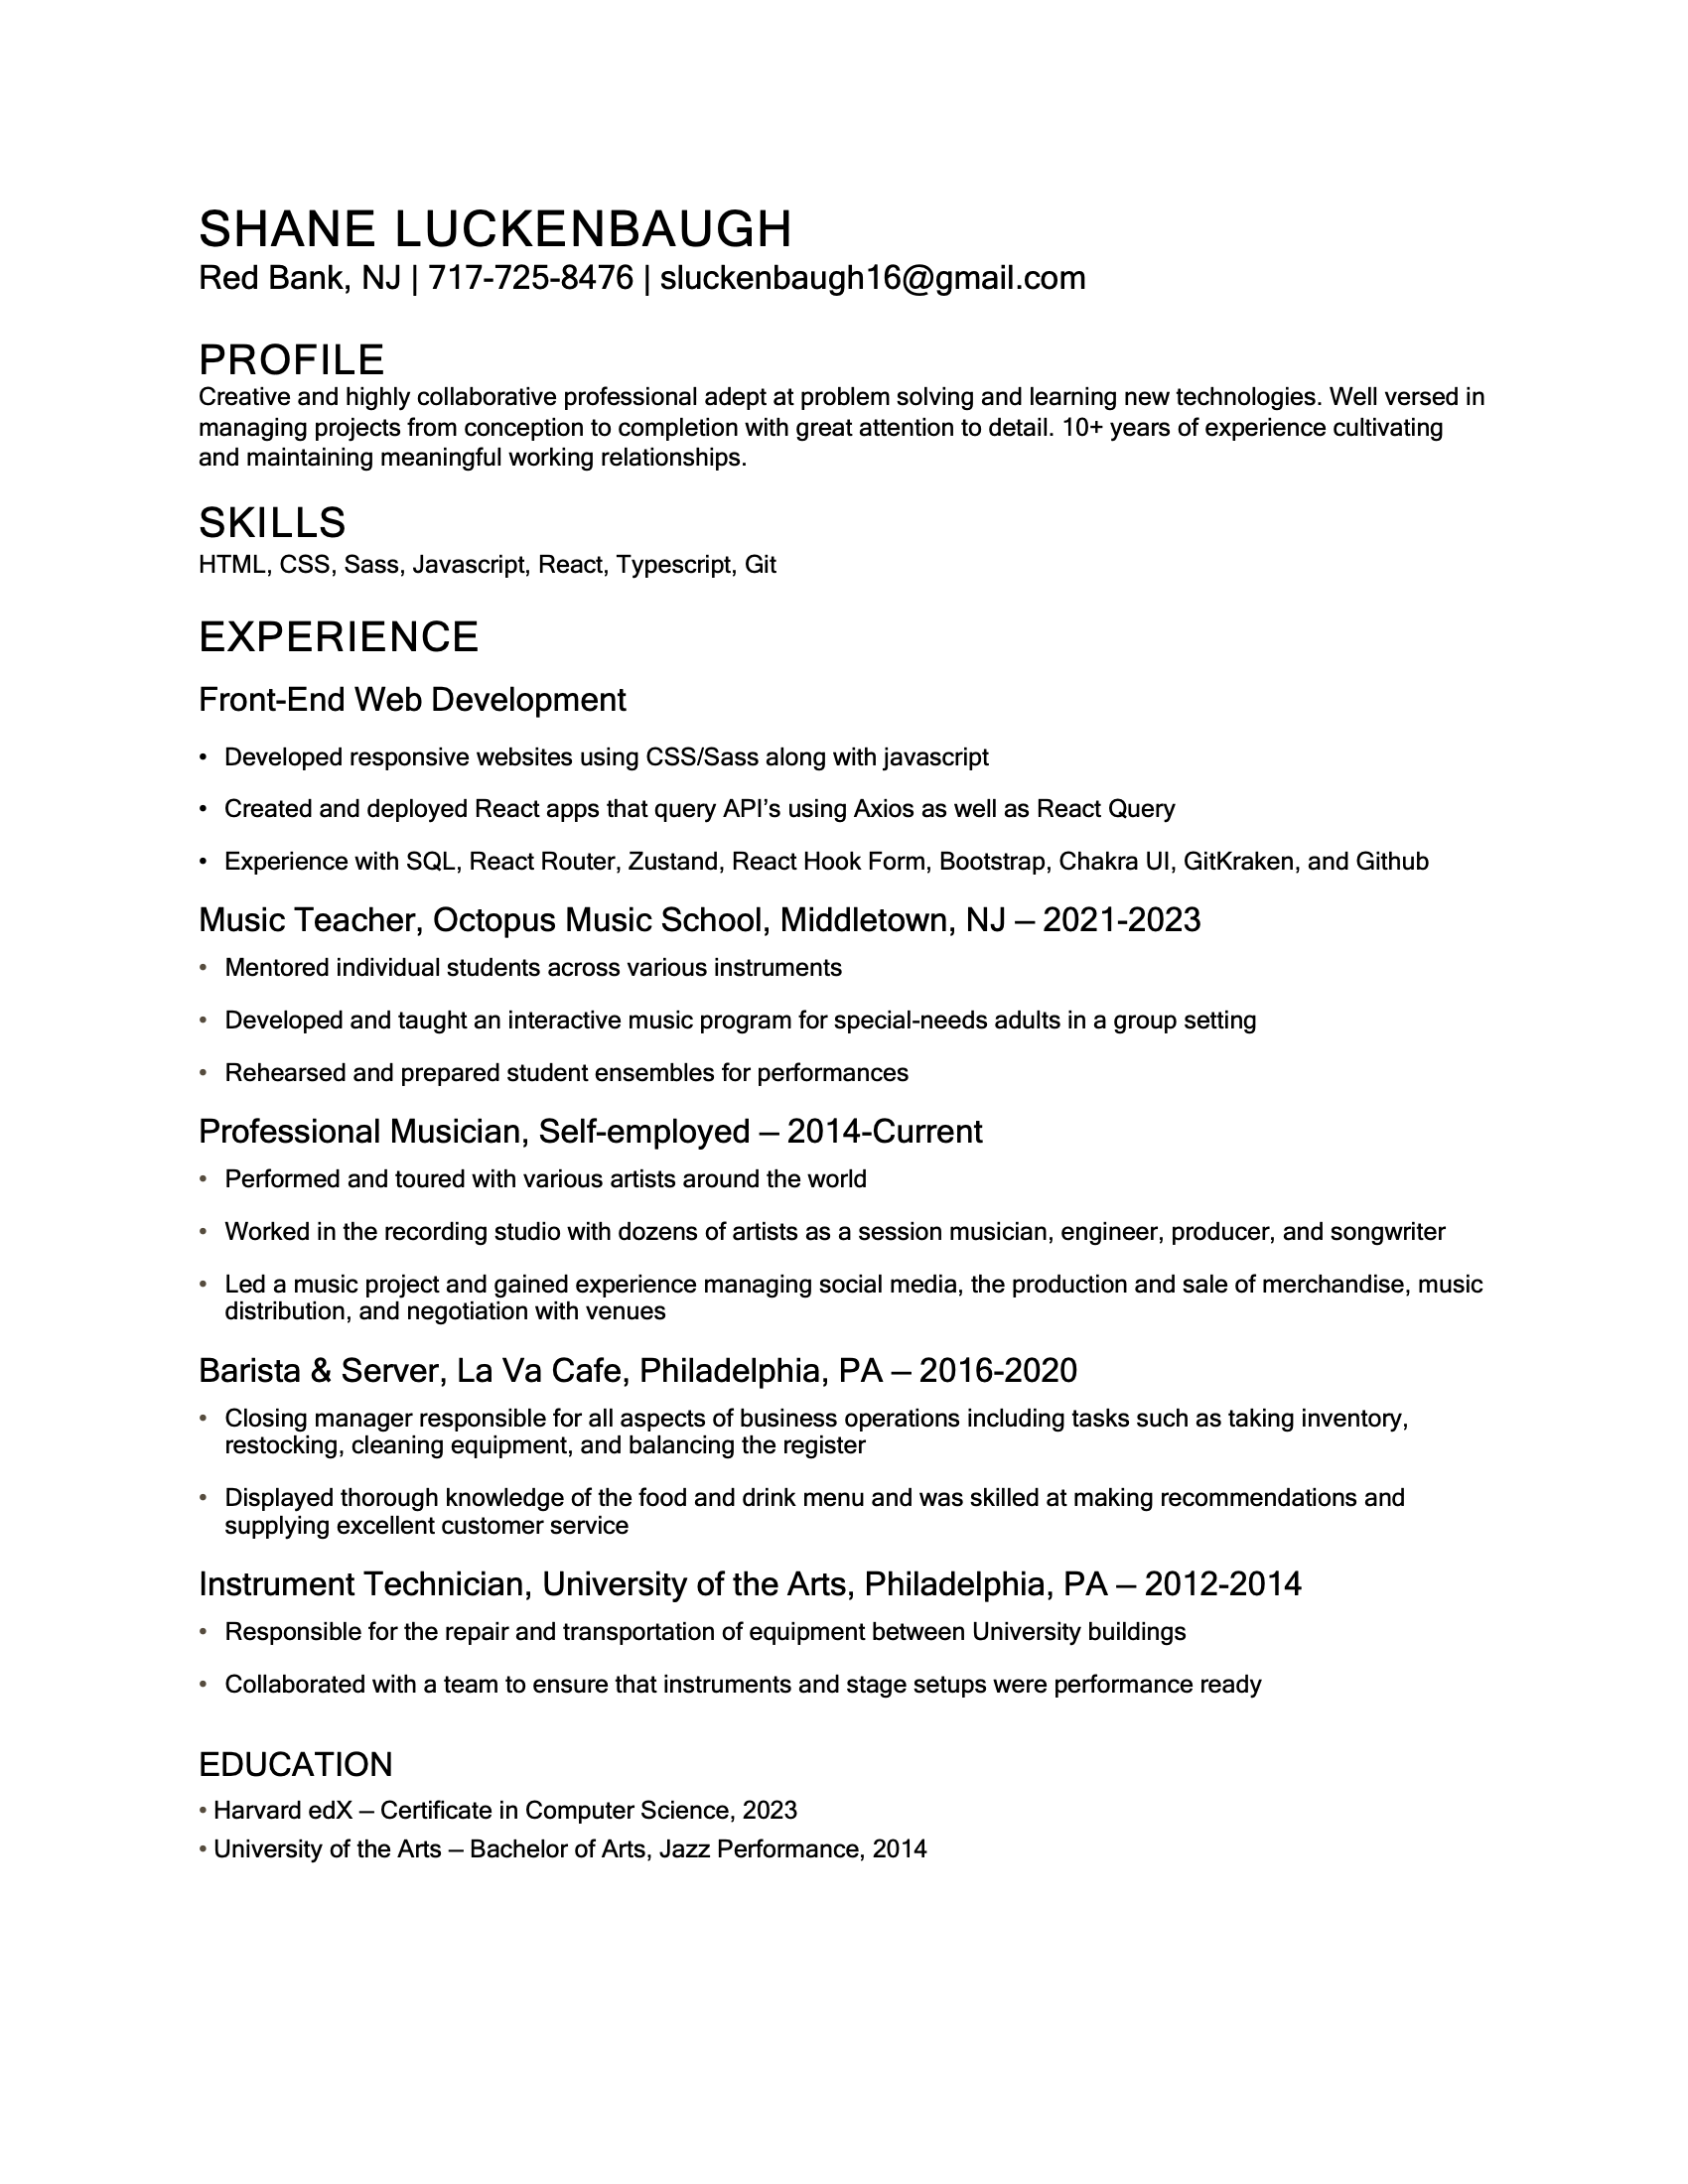 SHANE LUCKENBAUGH
Red Bank, NJ | 717-725-8476 | sluckenbaugh16@gmail.com
PROFILE
Creative and highly collaborative professional adept at problem solving and learning new technologies. Well versed in
managing projects from conception to completion with great attention to detail. 10+ years of experience cultivating
and maintaining meaningful working relationships.
SKILLS
HTML, CSS, Sass, Javascript, React, Typescript, Git
EXPERIENCE
Front-End Web Development
• Developed responsive websites using CSS/Sass along with javascript
• Created and deployed React apps that query API’s using Axios as well as React Query
• Experience with SQL, React Router, Zustand, React Hook Form, Bootstrap, Chakra UI, GitKraken, and Github
Music Teacher, Octopus Music School, Middletown, NJ — 2021-2023
• Mentored individual students across various instruments
• Developed and taught an interactive music program for special-needs adults in a group setting
• Rehearsed and prepared student ensembles for performances
Professional Musician, Self-employed — 2014-Current
• Performed and toured with various artists around the world
• Worked in the recording studio with dozens of artists as a session musician, engineer, producer, and songwriter
• Led a music project and gained experience managing social media, the production and sale of merchandise, music
distribution, and negotiation with venues
Barista & Server, La Va Cafe, Philadelphia, PA — 2016-2020
• Closing manager responsible for all aspects of business operations including tasks such as taking inventory,
restocking, cleaning equipment, and balancing the register
• Displayed thorough knowledge of the food and drink menu and was skilled at making recommendations and
supplying excellent customer service
Instrument Technician, University of the Arts, Philadelphia, PA — 2012-2014
• Responsible for the repair and transportation of equipment between University buildings
• Collaborated with a team to ensure that instruments and stage setups were performance ready
EDUCATION
• Harvard edX — Certificate in Computer Science, 2023
• University of the Arts — Bachelor of Arts, Jazz Performance, 2014